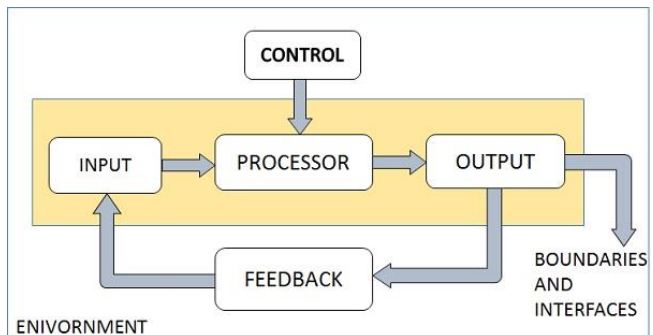 CONTROL
INPUT
PROCESSOR
OUTPUT
FEEDBACK
BOUNDARIES
AND
INTERFACES
ENIVORNMENT